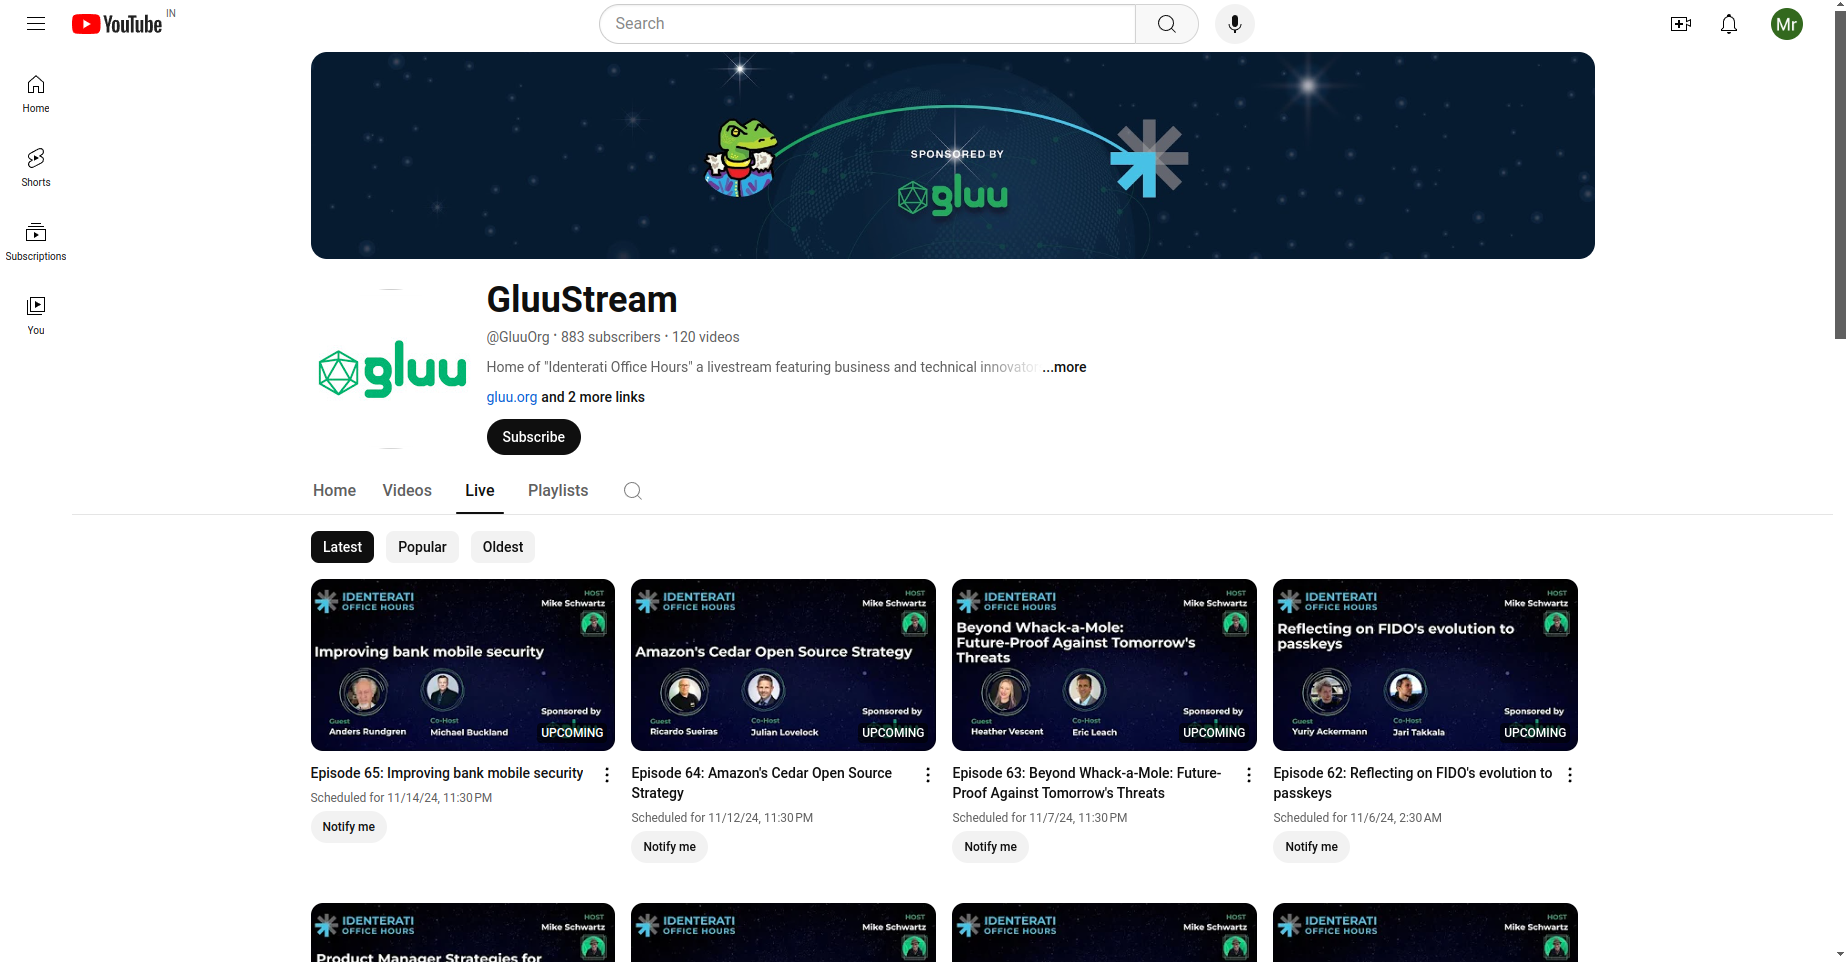 YouTube IN
Search
Mr
Home
Shorts
Subscriptions
You
SPONSORED BY
gluu
gluu
GluuStream
@GluuOrg · 883 subscribers · 120 videos
Home of "Identerati Office Hours" a livestream featuring business and technical innovator ...more
gluu.org and 2 more links
Subscribe
Home Videos Live Playlists
Latest Popular Oldest
IDENTERATI
OFFICE HOURS
HOST
Mike Schwartz
Improving bank mobile security
Guest
Anders Rundgren
Co-Host
Michael Buckland
Sponsored by
UPCOMING
Episode 65: Improving bank mobile security
Scheduled for 11/14/24, 11:30 PM
Notify me
IDENTERATI
OFFICE HOURS
HOST
Mike Schwartz
Amazon's Cedar Open Source Strategy
Guest
Ricardo Sueiras
Co-Host
Julian Lovelock
Sponsored by
UPCOMING
Episode 64: Amazon's Cedar Open Source
Strategy
Scheduled for 11/12/24, 11:30 PM
Notify me
IDENTERATI
OFFICE HOURS
HOST
Mike Schwartz
Beyond Whack-a-Mole:
Future-Proof Against Tomorrow's
Threats
Guest
Heather Vescent
Co-Host
Eric Leach
Sponsored by
UPCOMING
Episode 63: Beyond Whack-a-Mole: Future-
Proof Against Tomorrow's Threats
Scheduled for 11/7/24, 11:30 PM
Notify me
IDENTERATI
OFFICE HOURS
HOST
Mike Schwartz
Reflecting on FIDO's evolution to
passkeys
Guest
Yuriy Ackermann
Co-Host
Jari Takkala
Sponsored by
UPCOMING
Episode 62: Reflecting on FIDO's evolution to
passkeys
Scheduled for 11/6/24, 2:30 AM
Notify me
IDENTERATI
OFFICE HOURS
HOST
Mike Schwartz
Product Manager Strategies for
IDENTERATI
OFFICE HOURS
HOST
Mike Schwartz
IDENTERATI
OFFICE HOURS
HOST
Mike Schwartz
IDENTERATI
OFFICE HOURS
HOST
Mike Schwartz